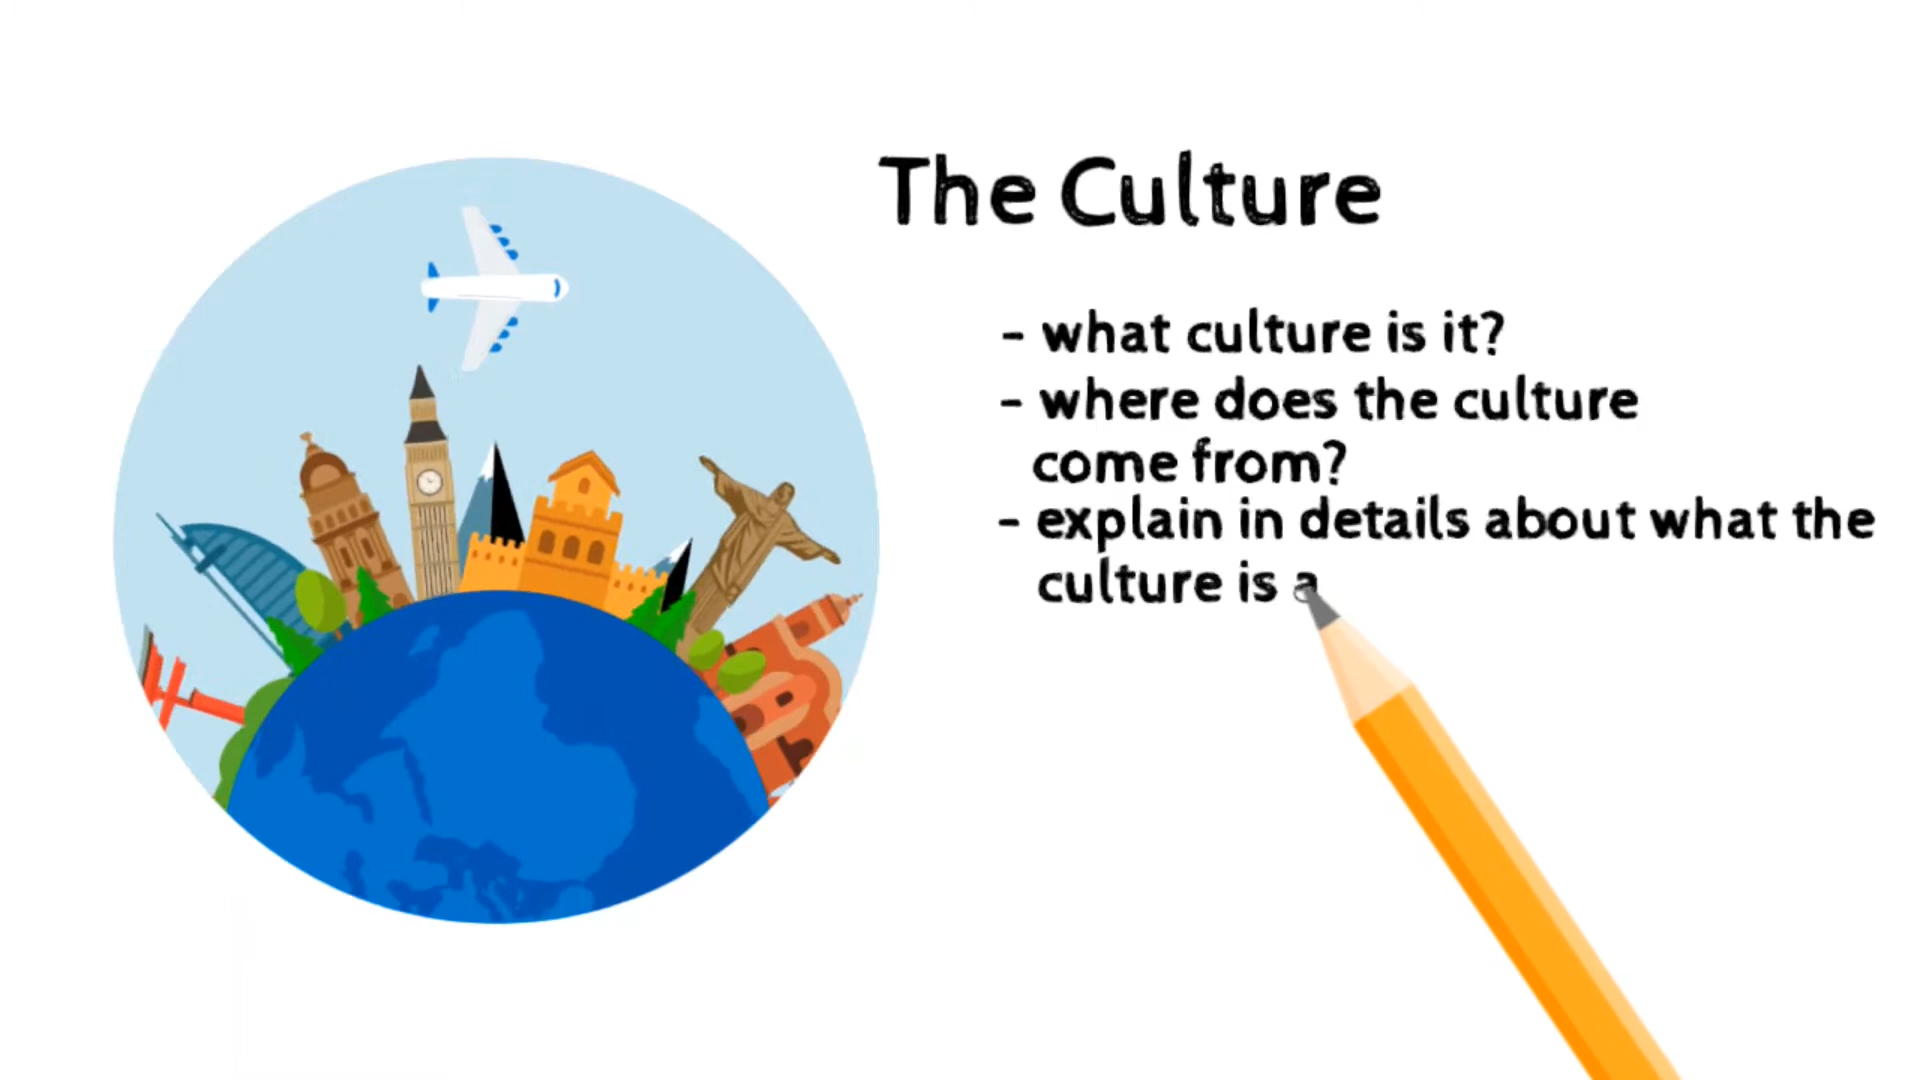 The Culture
- what culture is it?
- where does the culture
come from?
- explain in details about what the
culture is a